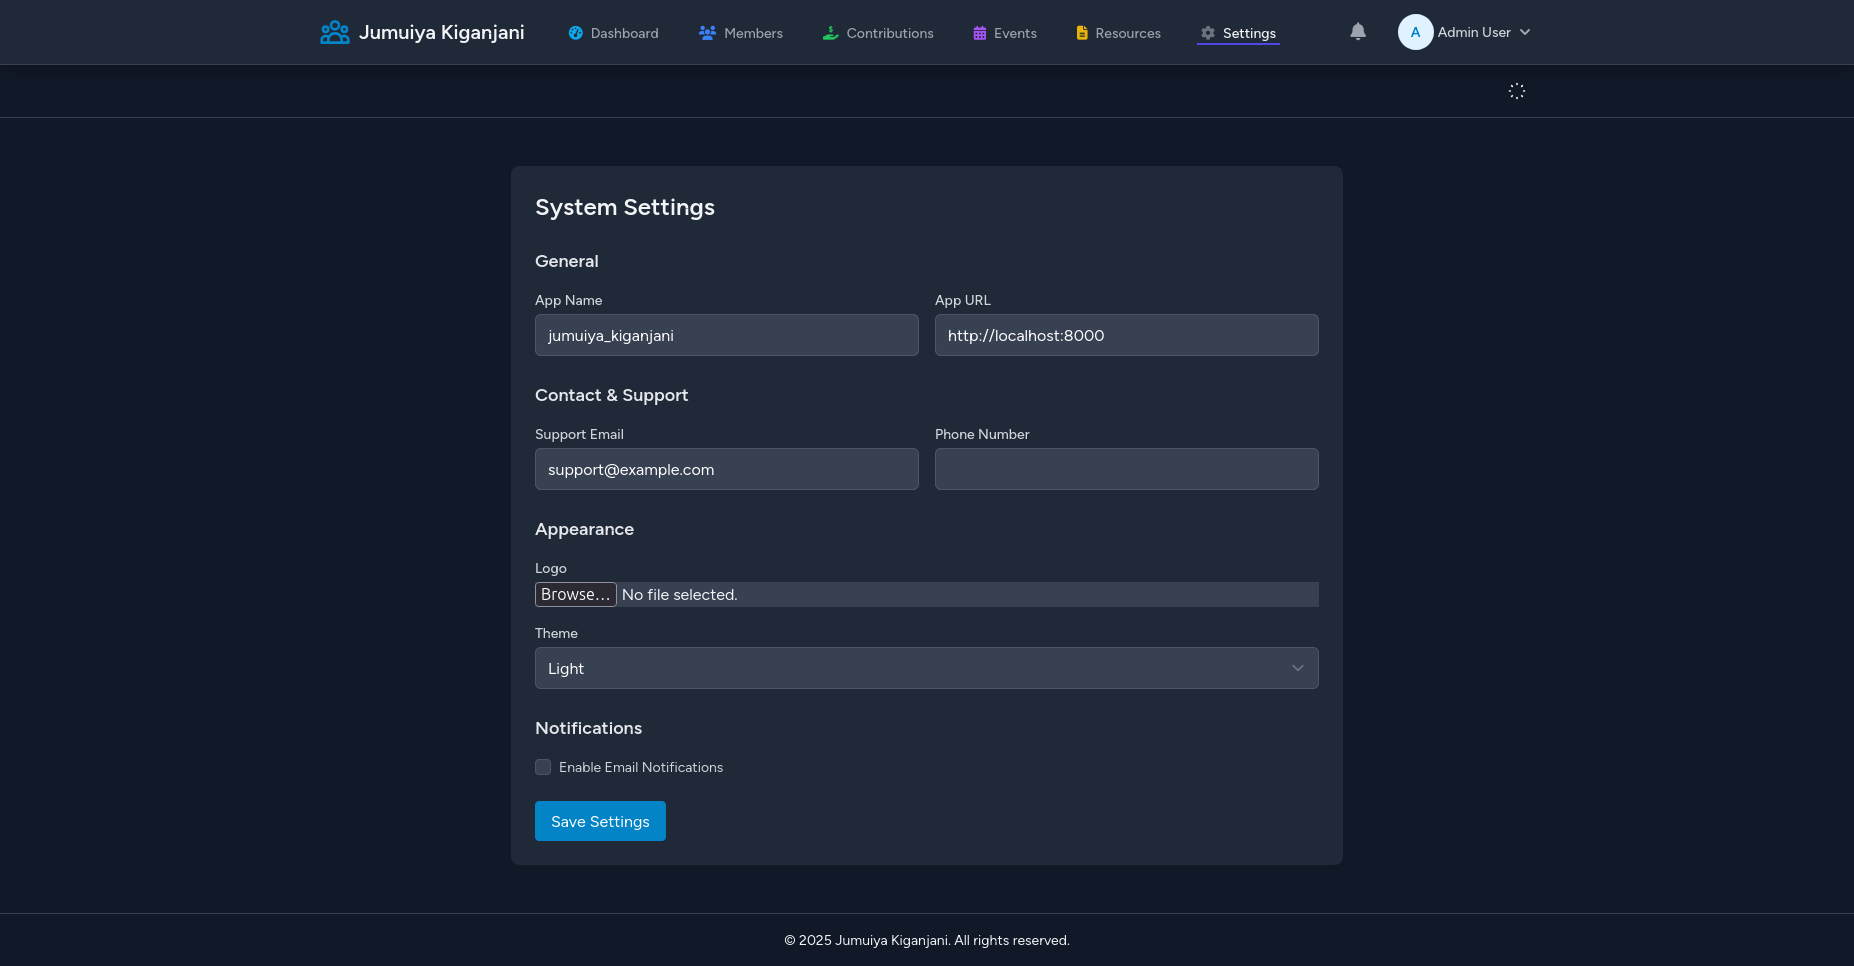 Jumuiya Kiganjani Dashboard Members Contributions Events Resources Settings A Admin User
System Settings
General
App Name App URL
jumuiya_kiganjani http://localhost:8000
Contact & Support
Support Email Phone Number
support@example.com
Appearance
Logo
Browse... No file selected.
Theme
Light
Notifications
Enable Email Notifications
Save Settings
© 2025 Jumuiya Kiganjani. All rights reserved.